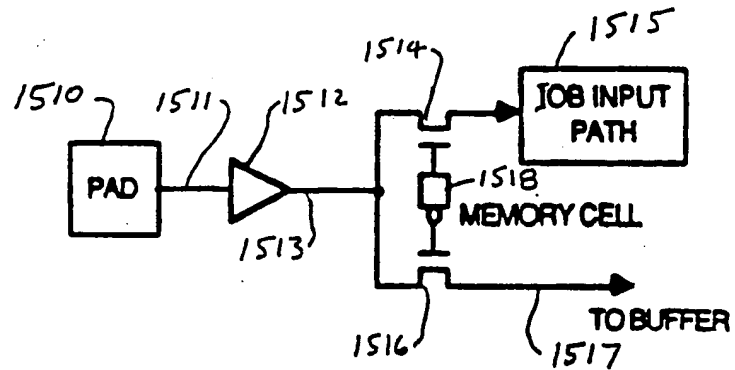 1510
PAD
1511
1512
1513
1514
1515
IOB INPUT
PATH
1518
MEMORY CELL
1516
1517
TO BUFFER